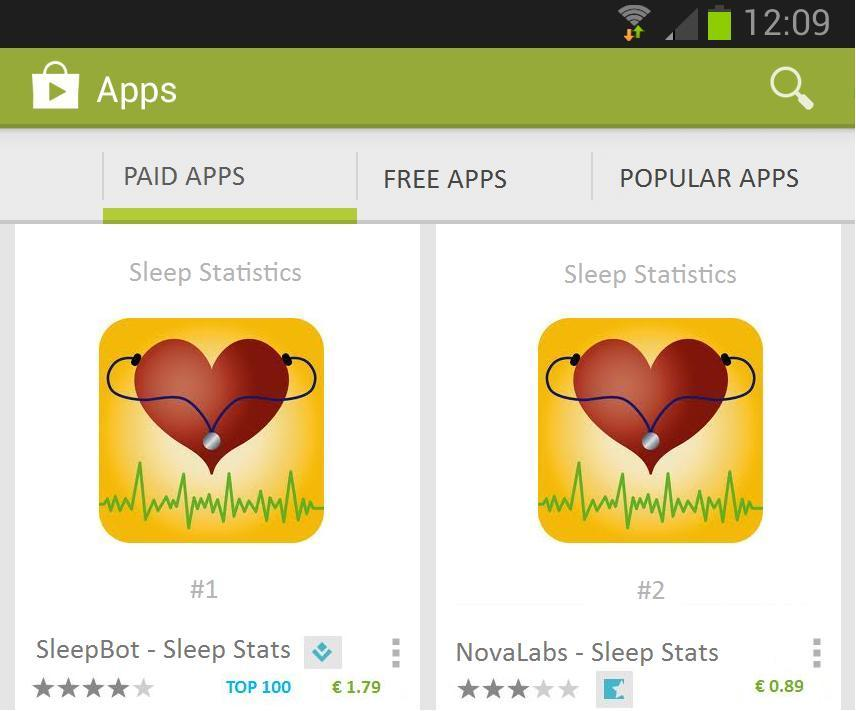 12:09
Apps
PAID APPS
FREE APPS
POPULAR APPS
Sleep Statistics
#1
SleepBot - Sleep Stats
TOP 100
€ 1.79
Sleep Statistics
#2
NovaLabs - Sleep Stats
€ 0.89